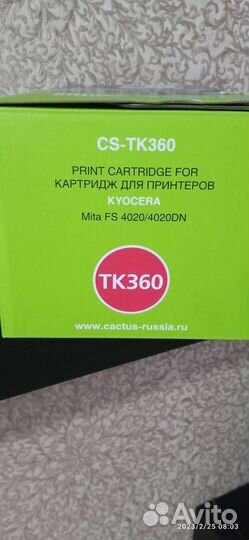 CS-TK360
PRINT CARTRIDGE FOR
КАРТРИДЖ ДЛЯ ПРИНТЕРОВ
KYOCERA
Mita FS 4020/4020DN
TK360
www.cactus-russia.ru
Avito
2023/2/25 08:03